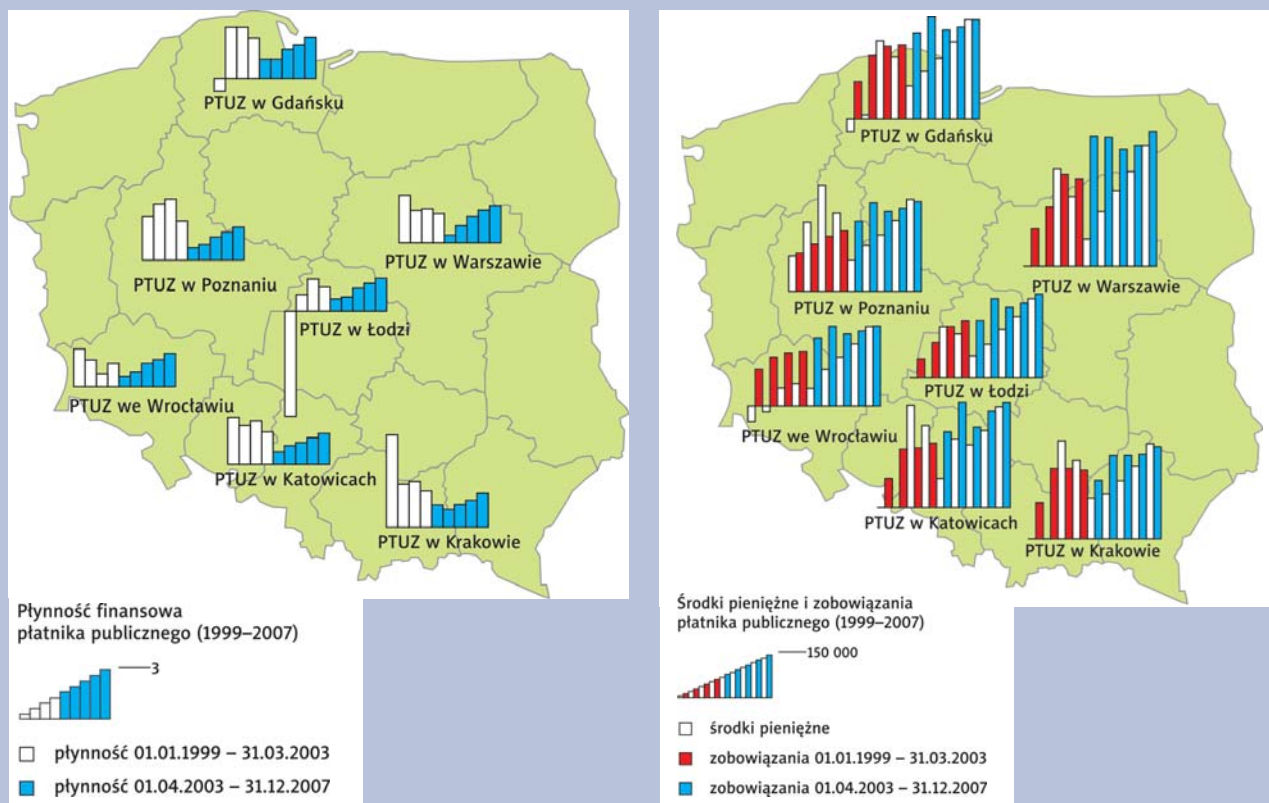 PTUZ w Gdańsku
PTUZ w Poznaniu
PTUZ w Warszawie
PTUZ w Łodzi
PTUZ we Wrocławiu
PTUZ w Katowicach
PTUZ w Krakowie
Płynność finansowa
płatnika publicznego (1999–2007)
3
płynność 01.01.1999 – 31.03.2003
płynność 01.04.2003 – 31.12.2007
PTUZ w Gdańsku
PTUZ w Warszawie
PTUZ w Poznaniu
PTUZ w Łodzi
PTUZ we Wrocławiu
PTUZ w Katowicach
PTUZ w Krakowie
Środki pieniężne i zobowiązania
płatnika publicznego (1999–2007)
150 000
środki pieniężne
zobowiązania 01.01.1999 – 31.03.2003
zobowiązania 01.04.2003 – 31.12.2007